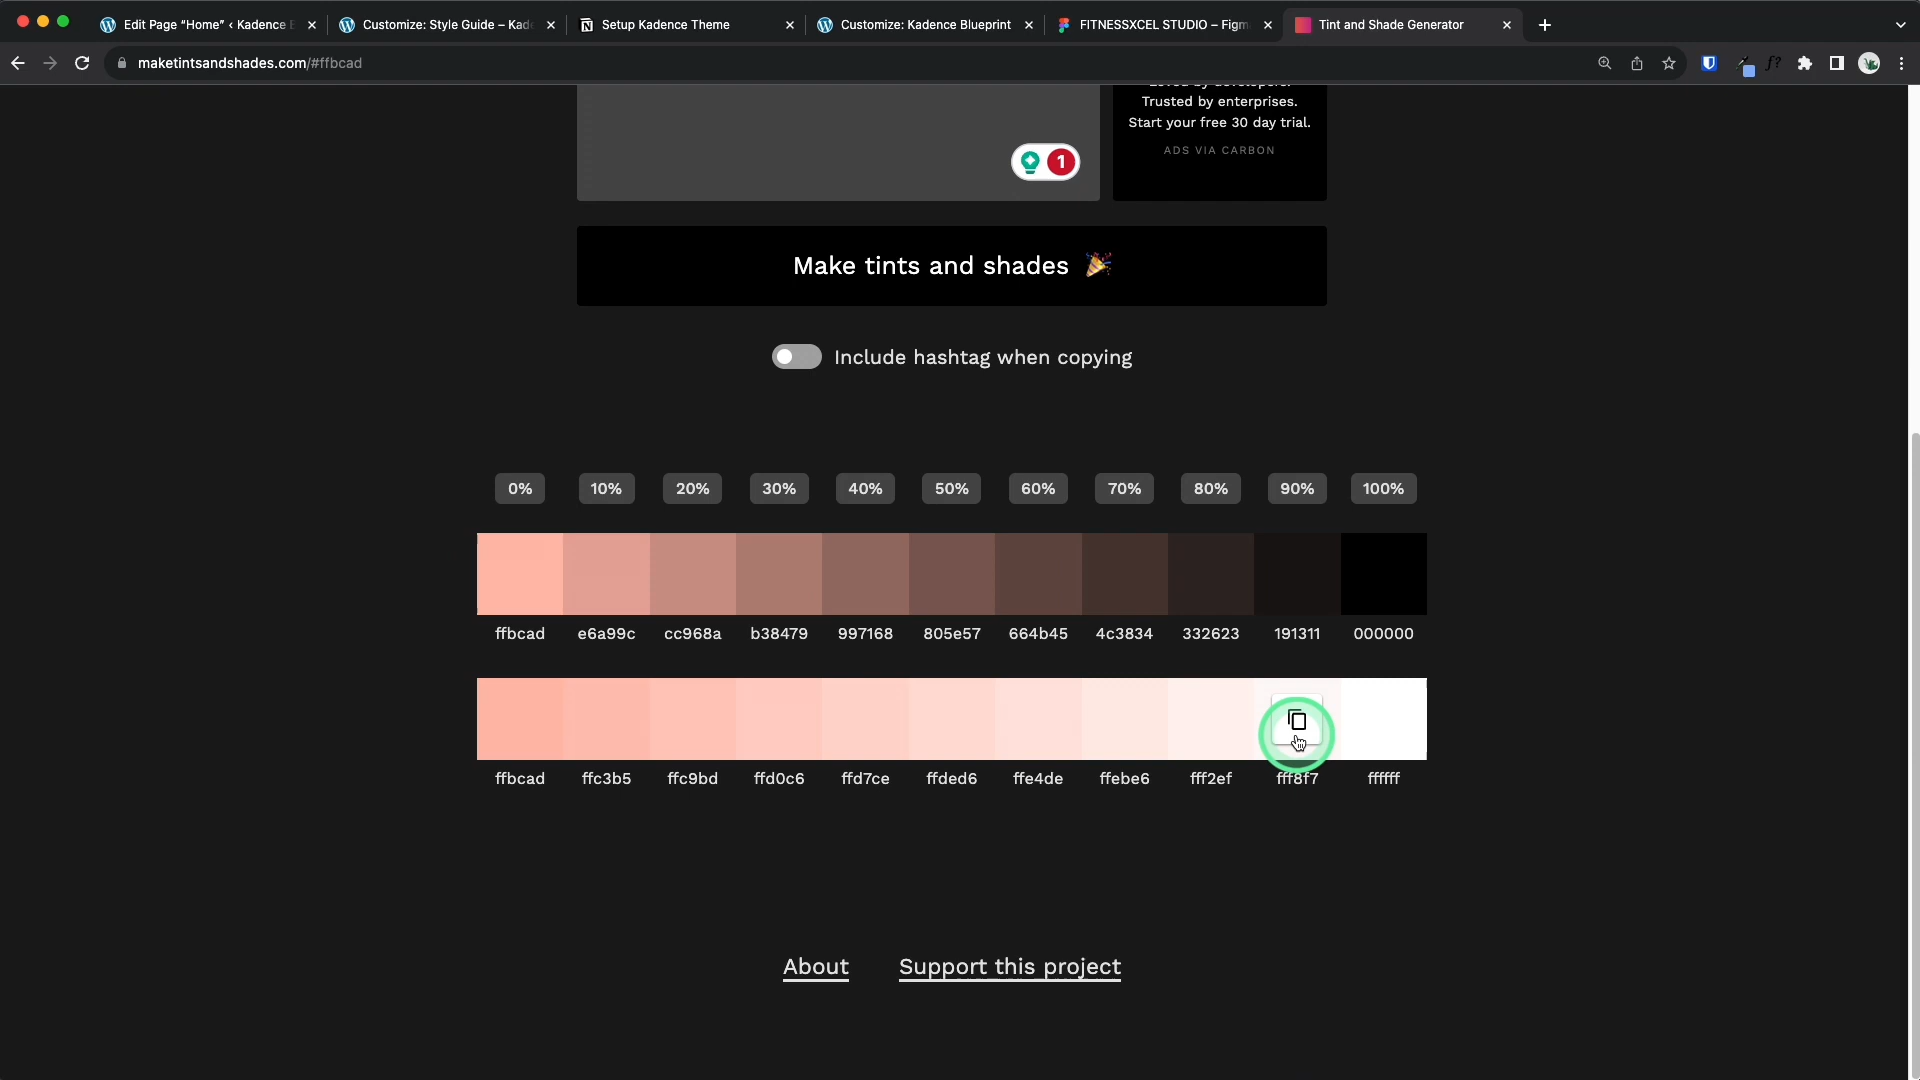 Edit Page “Home” ‹ Kadence B
Customize: Style Guide – Kade
Setup Kadence Theme
Customize: Kadence Blueprint
FITNESSXCEL STUDIO – Figm
Tint and Shade Generator
maketintsandshades.com/#ffbcad
f?
Loved by developers.
Trusted by enterprises.
Start your free 30 day trial.
ADS VIA CARBON
1
Make tints and shades 🎉
Include hashtag when copying
0% 10% 20% 30% 40% 50% 60% 70% 80% 90% 100%
ffbcad e6a99c cc968a b38479 997168 805e57 664b45 4c3834 332623 191311 000000
ffbcad ffc3b5 ffc9bd ffd0c6 ffd7ce ffded6 ffe4de ffebe6 fff2ef fff8f7 ffffff
About Support this project